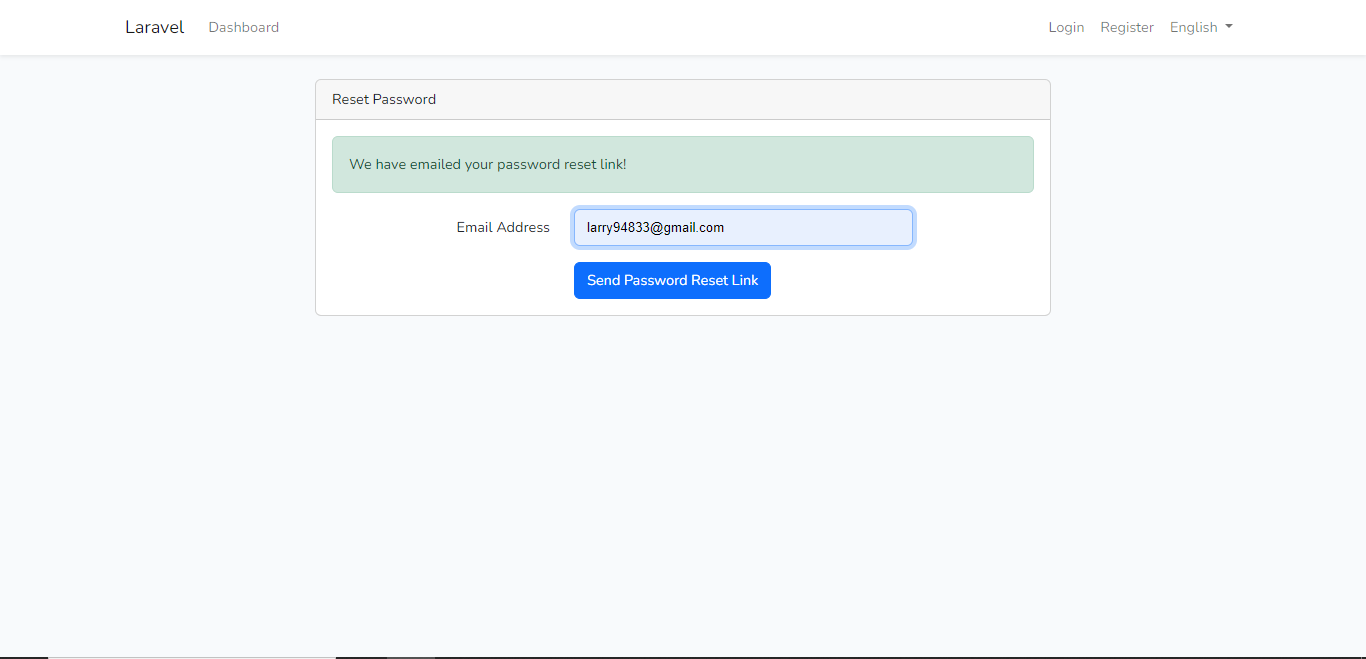 Laravel Dashboard Login Register English
Reset Password
We have emailed your password reset link!
Email Address larry94833@gmail.com
Send Password Reset Link